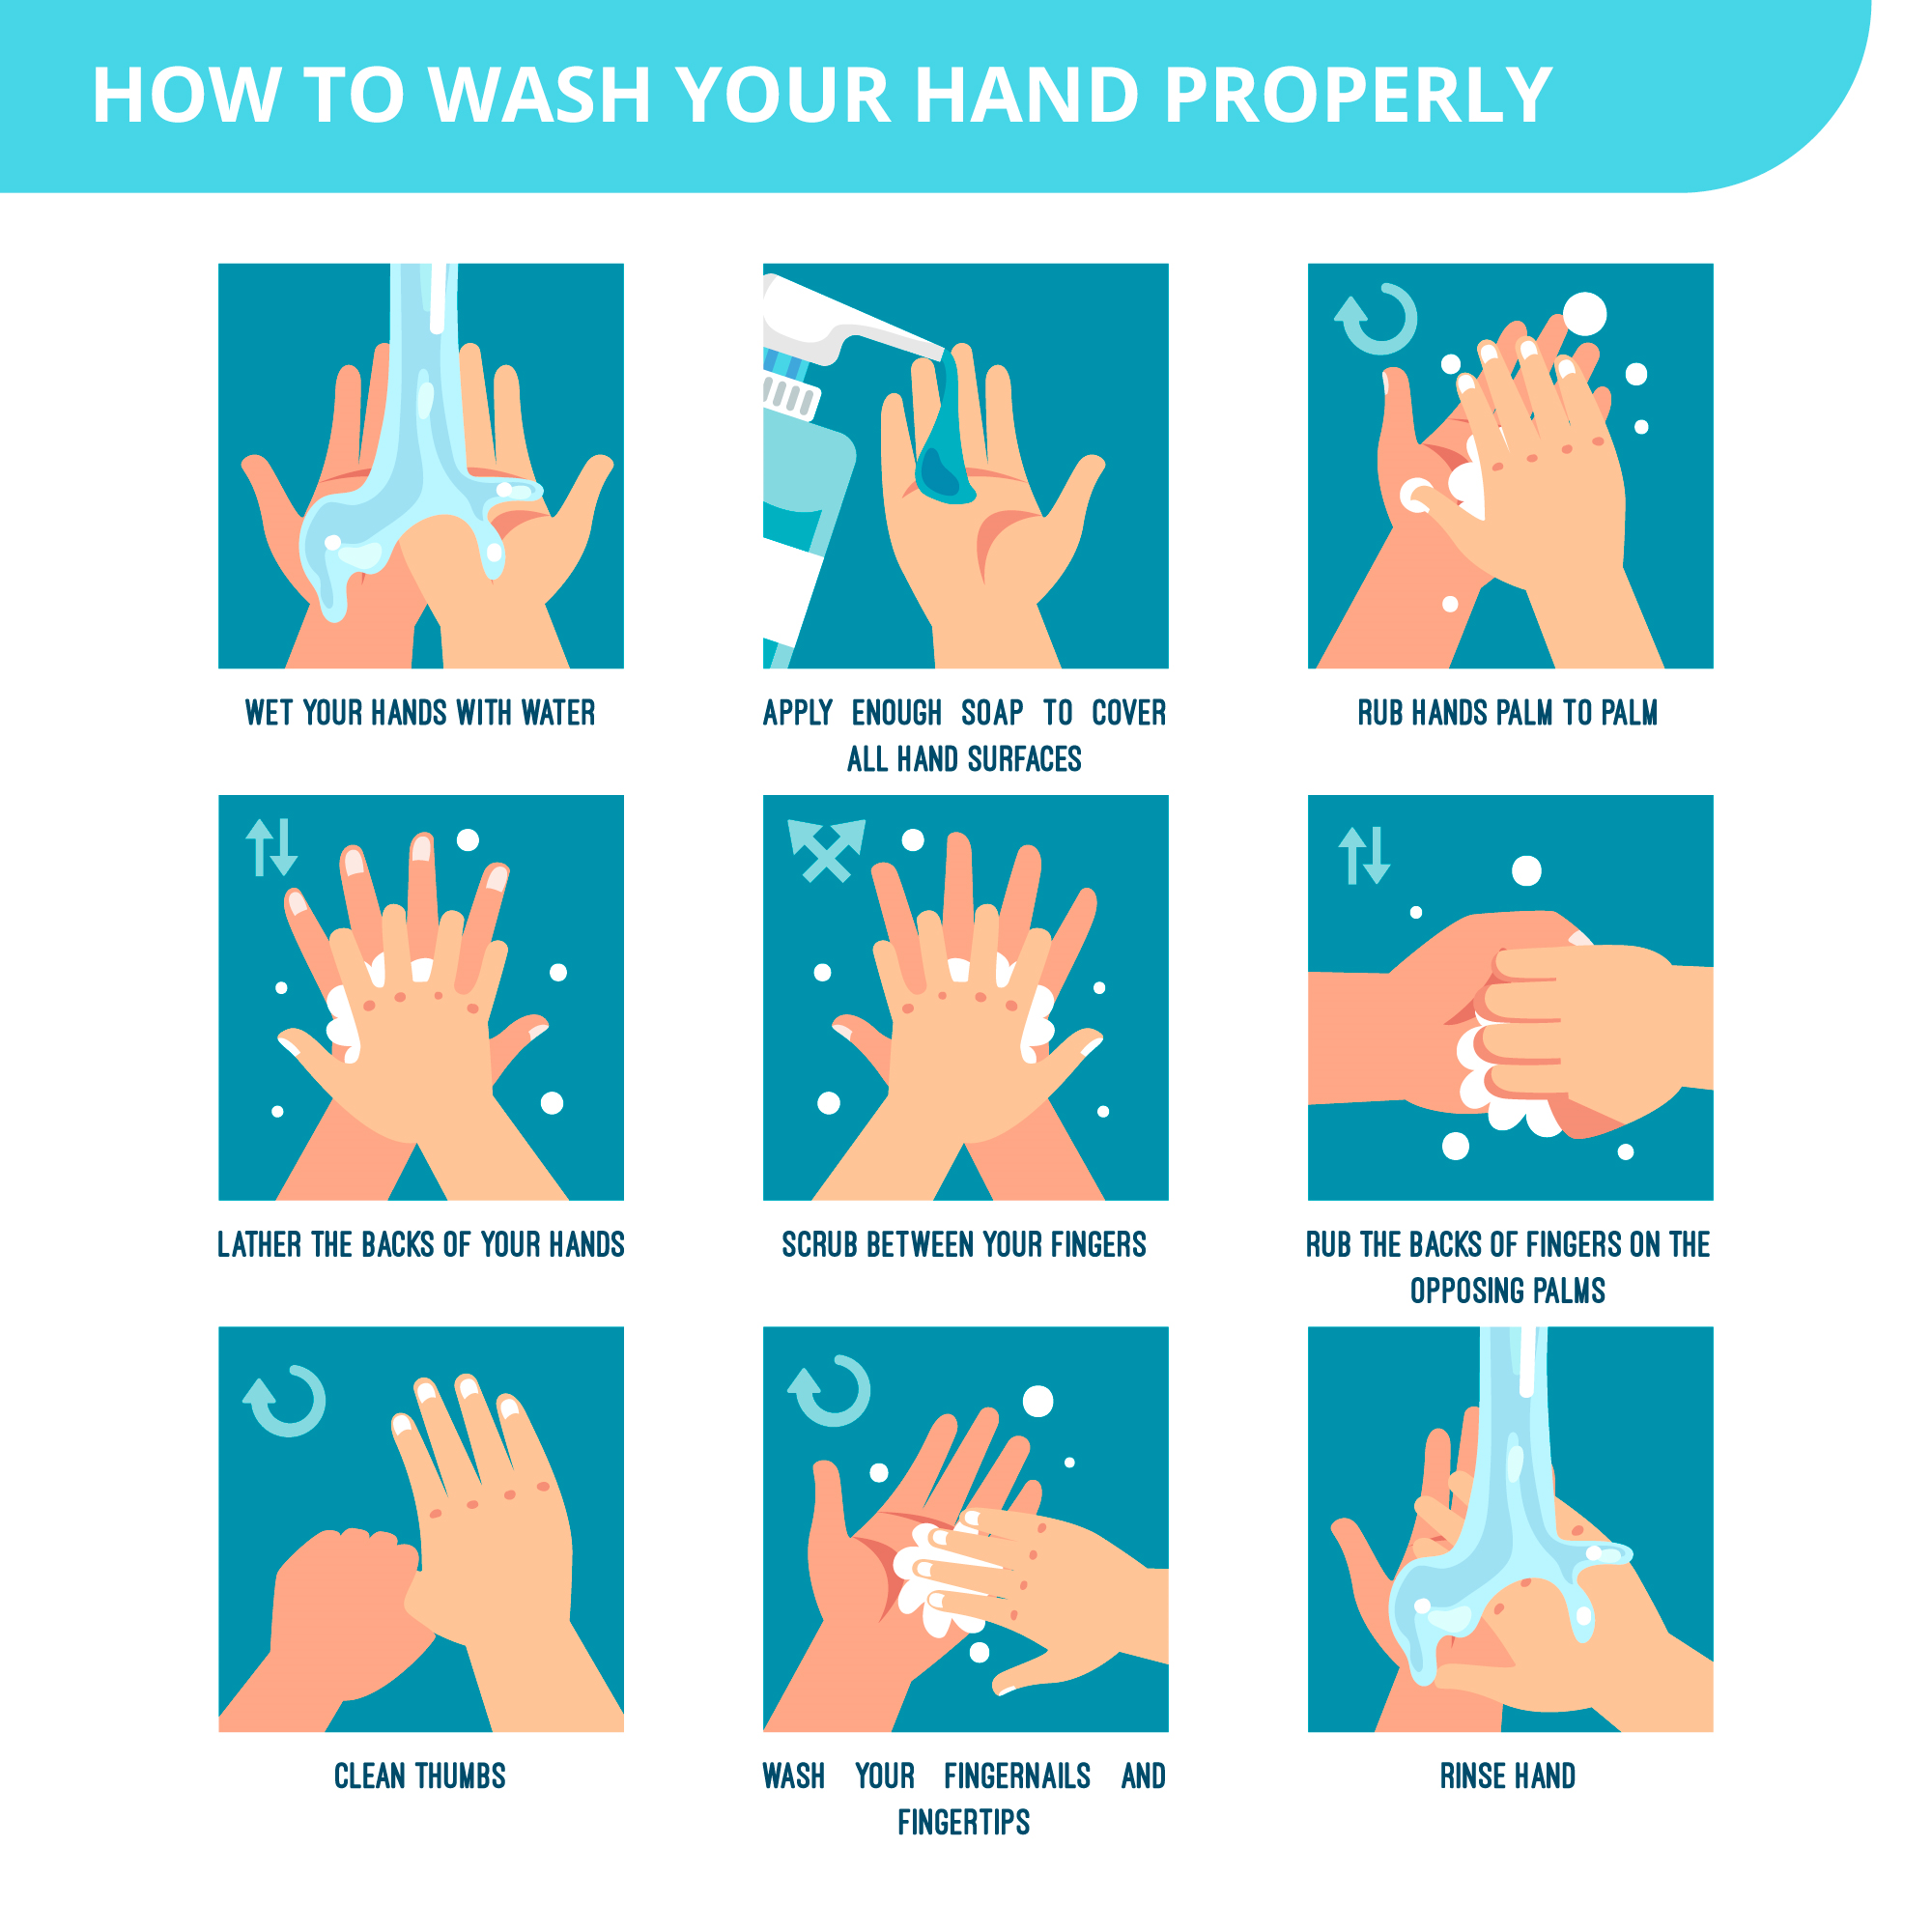 HOW TO WASH YOUR HAND PROPERLY
WET YOUR HANDS WITH WATER
APPLY ENOUGH SOAP TO COVER
ALL HAND SURFACES
RUB HANDS PALM TO PALM
LATHER THE BACKS OF YOUR HANDS
SCRUB BETWEEN YOUR FINGERS
RUB THE BACKS OF FINGERS ON THE
OPPOSING PALMS
CLEAN THUMBS
WASH YOUR FINGERNAILS AND
FINGERTIPS
RINSE HAND